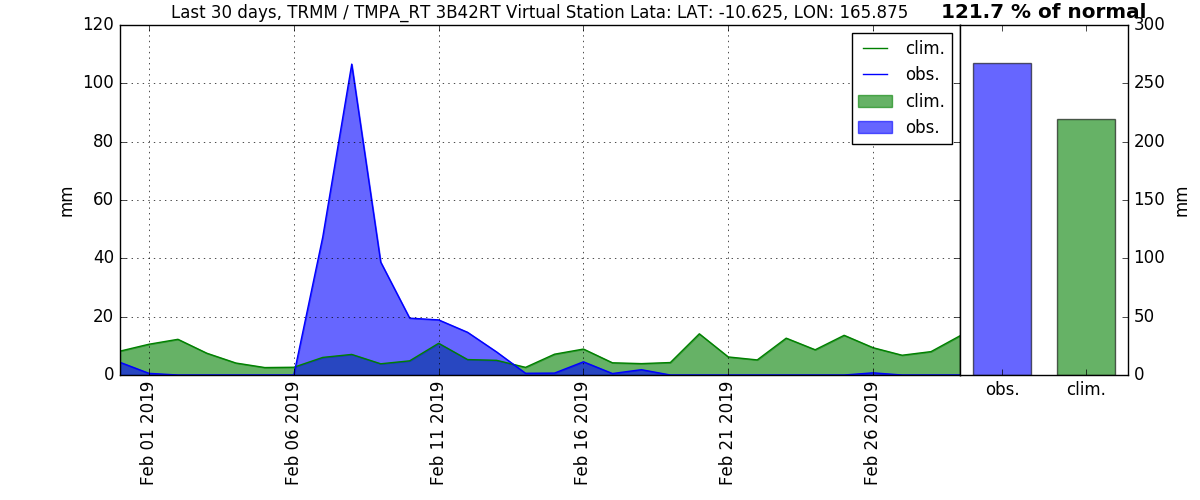 Last 30 days, TRMM / TMPA_RT 3B42RT Virtual Station Lata: LAT: -10.625, LON: 165.875
121.7 % of normal
120
100
80
60
40
20
0
mm
clim.
obs.
clim.
obs.
300
250
200
150
100
50
0
mm
Feb 01 2019
Feb 06 2019
Feb 11 2019
Feb 16 2019
Feb 21 2019
Feb 26 2019
obs.
clim.